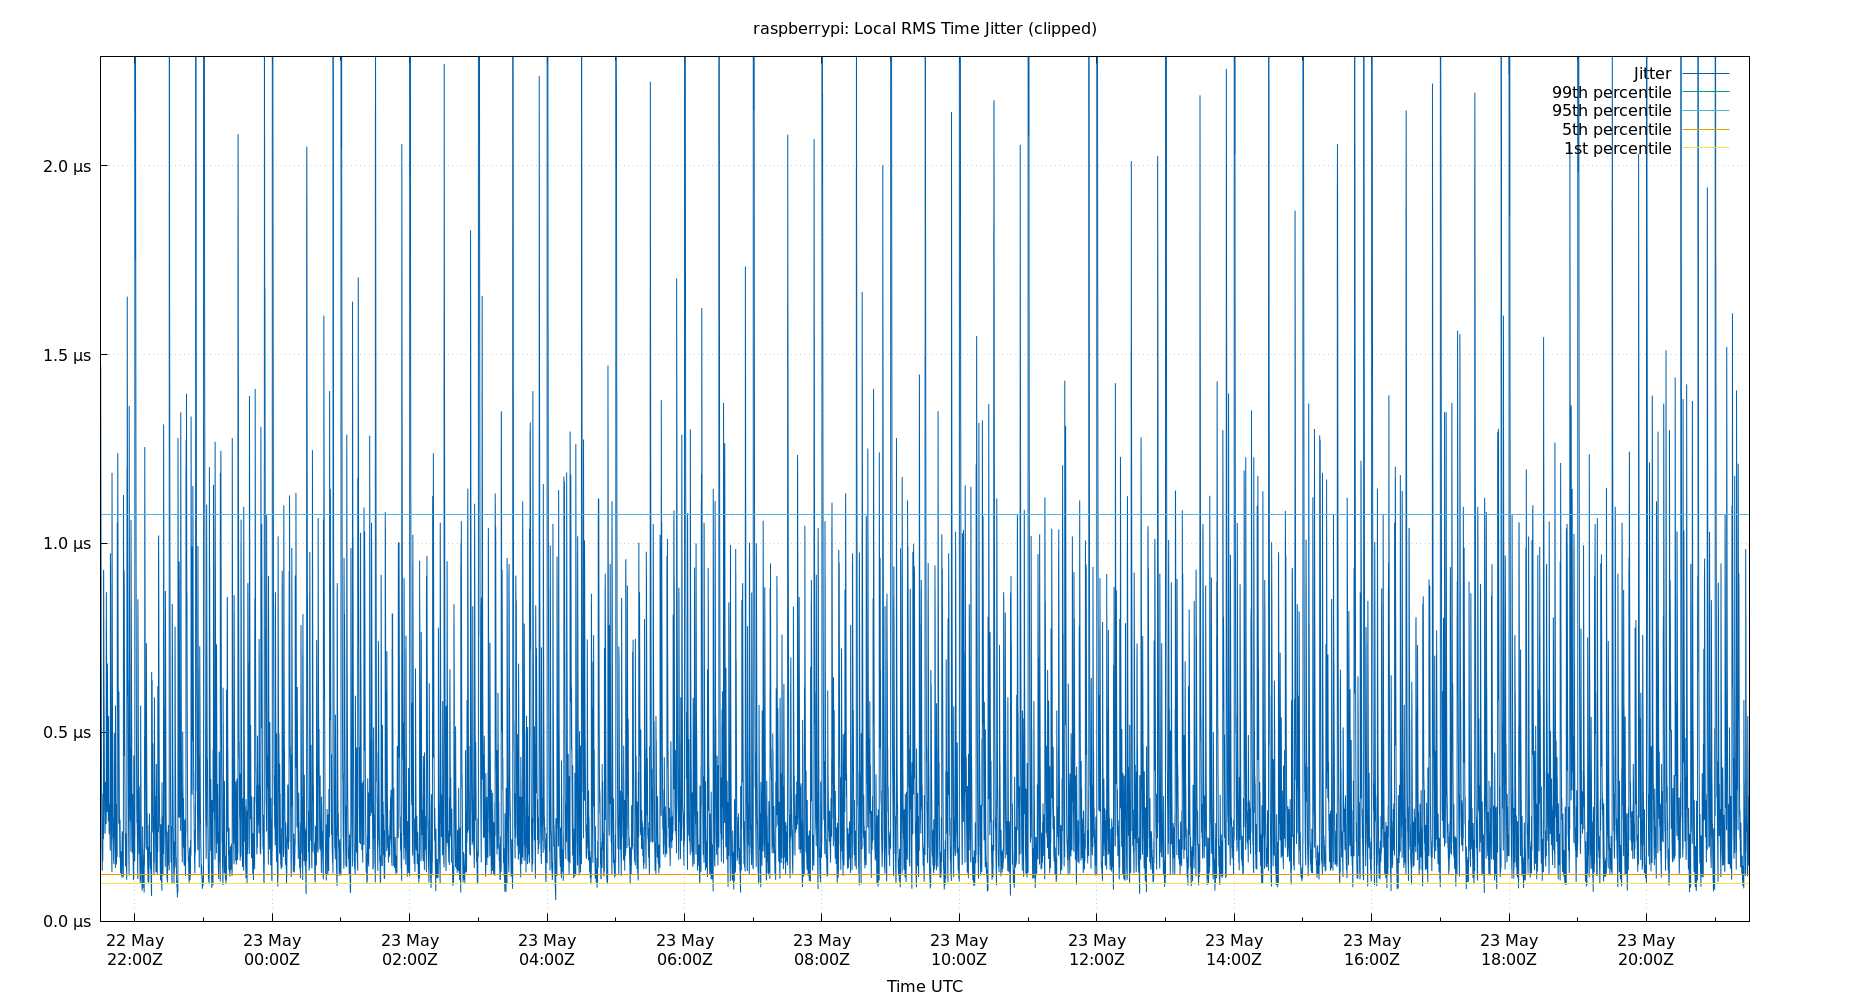 raspberrypi: Local RMS Time Jitter (clipped)
Jitter
99th percentile
95th percentile
5th percentile
1st percentile
2.0 μs
1.5 μs
1.0 μs
0.5 μs
0.0 μs
22 May 23 May 23 May 23 May 23 May 23 May 23 May 23 May 23 May 23 May 23 May 23 May
22:00Z 00:00Z 02:00Z 04:00Z 06:00Z 08:00Z 10:00Z 12:00Z 14:00Z 16:00Z 18:00Z 20:00Z
Time UTC